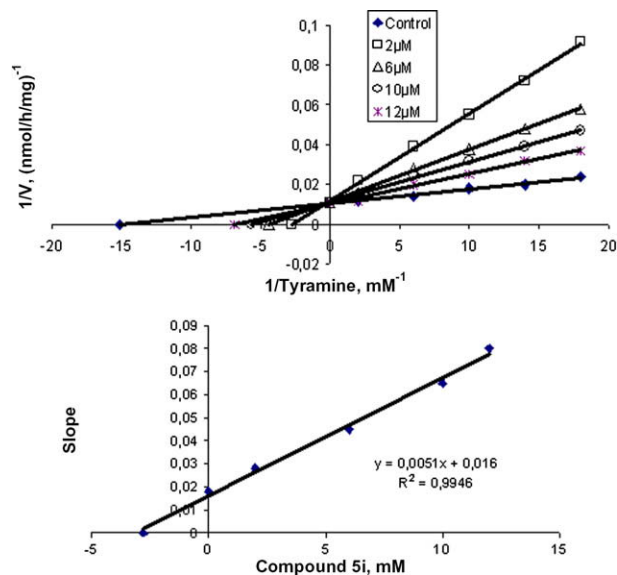 0,1
0,08
0,06
0,04
0,02
0
-0,02
-20 -15 -10 -5 0 5 10 15 20
1/V, (nmol/h/mg)⁻¹
1/Tyramine, mM⁻¹
Control
2µM
6µM
10µM
12µM
0,09
0,08
0,07
0,06
0,05
0,04
0,03
0,02
0,01
0
-5 0 5 10 15
Slope
y = 0,0051x + 0,016
R² = 0,9946
Compound 5i, mM